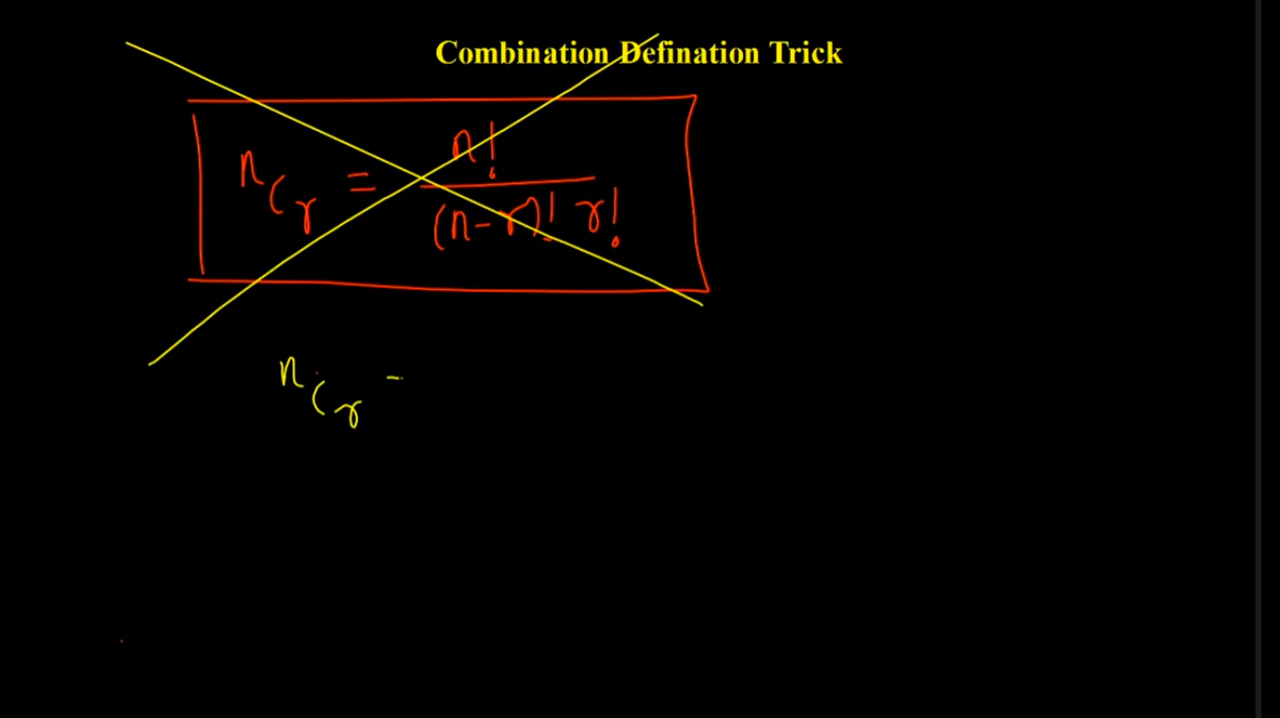 Combination Defination Trick
nCr = n! / (n-r)! r!
nCr -